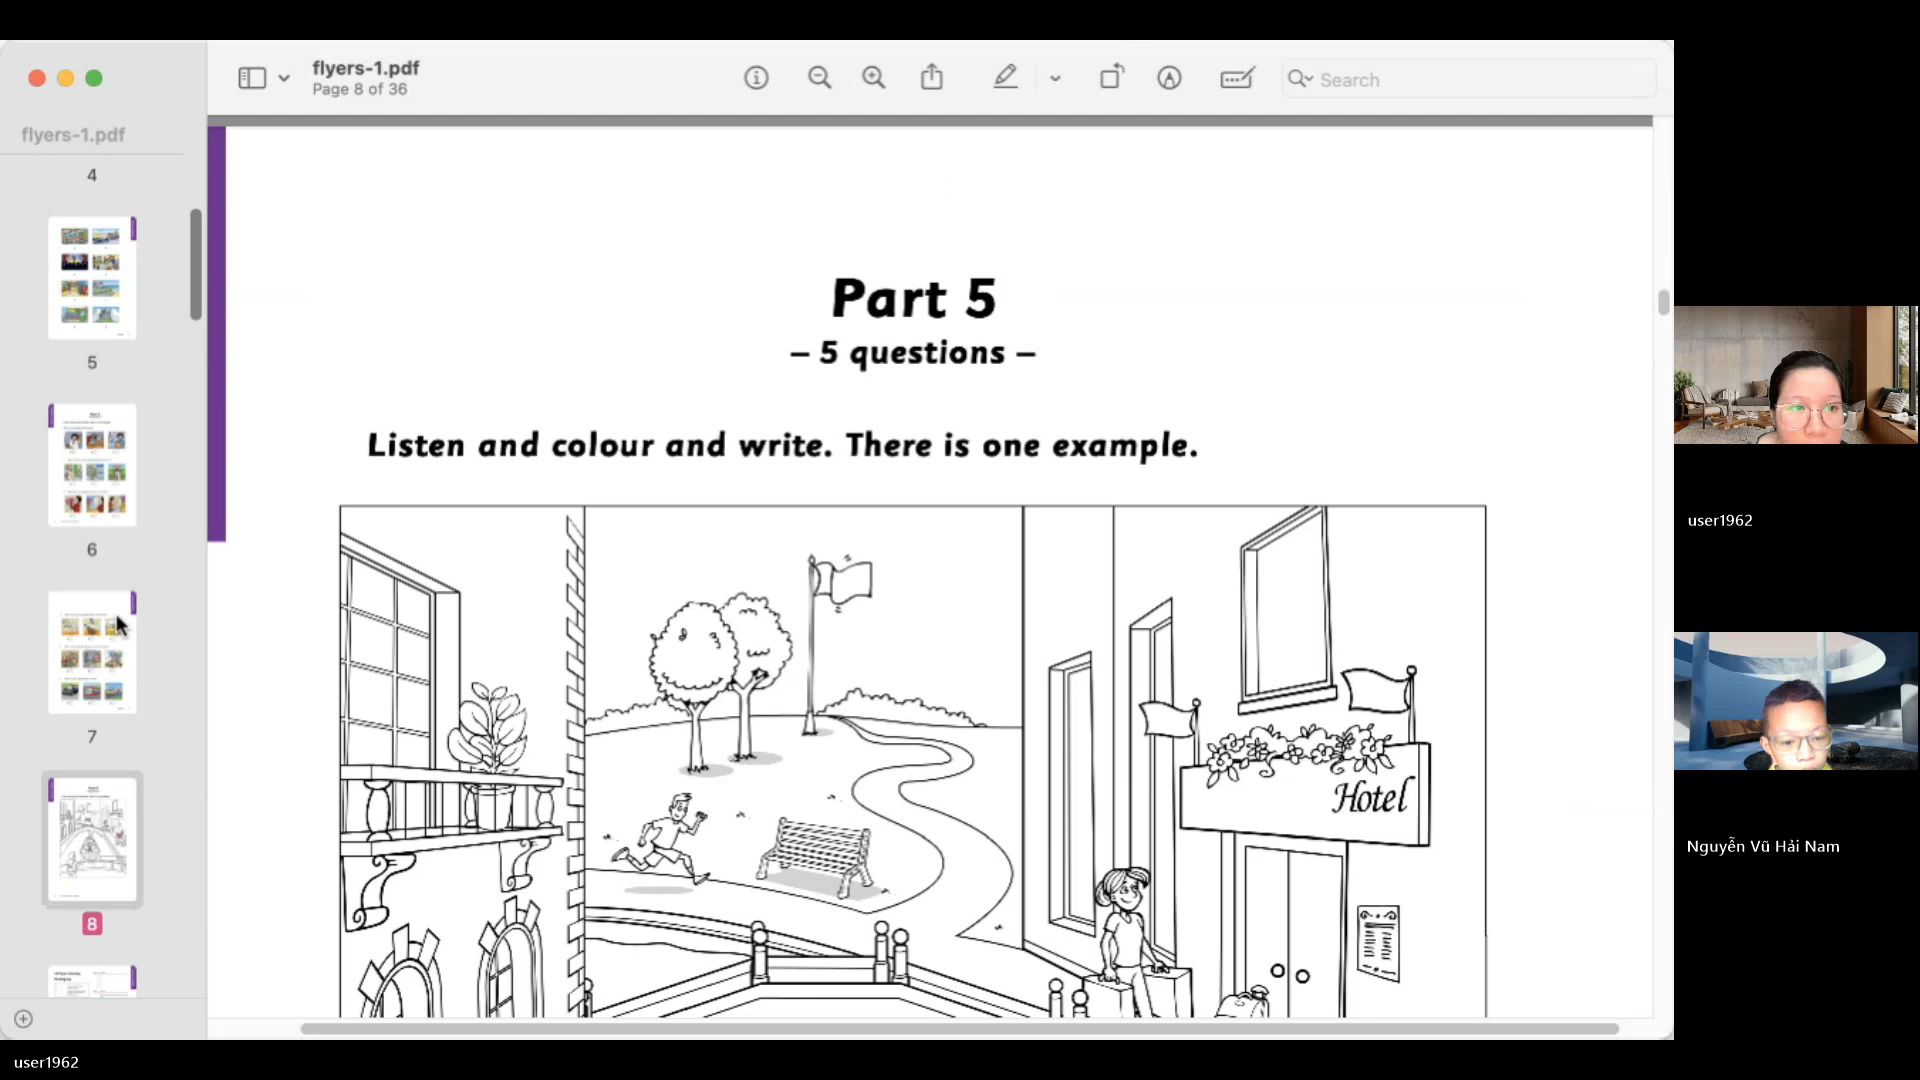 flyers-1.pdf
Page 8 of 36
Search
flyers-1.pdf
4
5
6
7
8
Part 5
– 5 questions –
Listen and colour and write. There is one example.
Hotel
user1962
Nguyễn Vũ Hải Nam
user1962